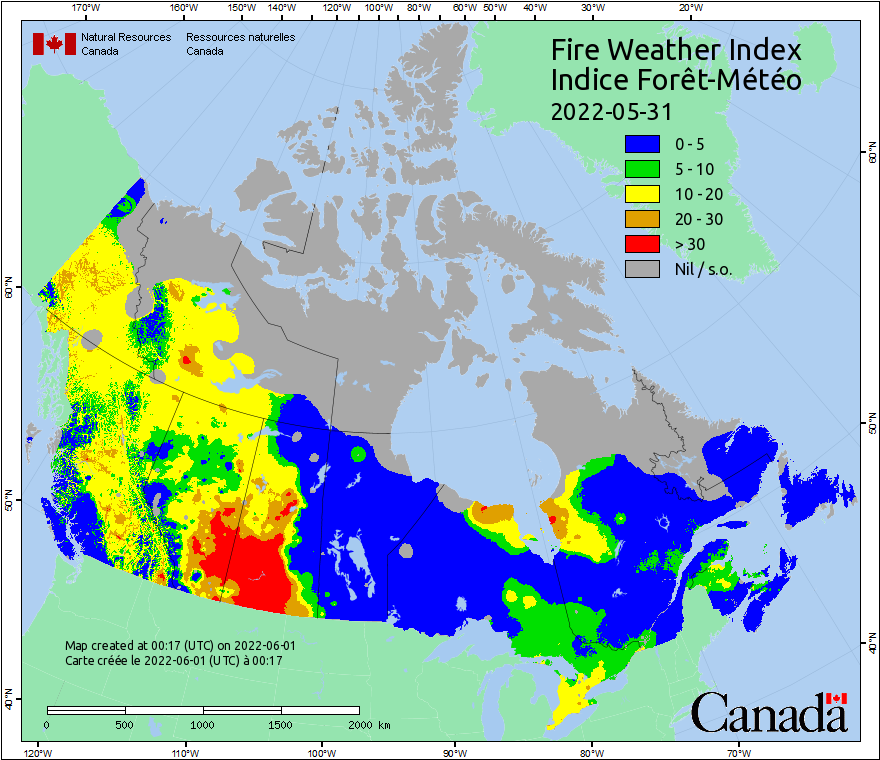 170°W 160°W 150°W 140°W 130°W 120°W 110°W 100°W 90°W 80°W 60°W 50°W 40°W 30°W 20°W
Natural Resources Canada
Ressources naturelles Canada
Fire Weather Index
Indice Forêt-Météo
2022-05-31
0 - 5
5 - 10
10 - 20
20 - 30
> 30
Nil / s.o.
60°N
60°N
50°N
50°N
40°N
40°N
Map created at 00:17 (UTC) on 2022-06-01
Carte créée le 2022-06-01 (UTC) à 00:17
0 500 1000 1500 2000 km
Canada
120°W 110°W 100°W 90°W 80°W 70°W